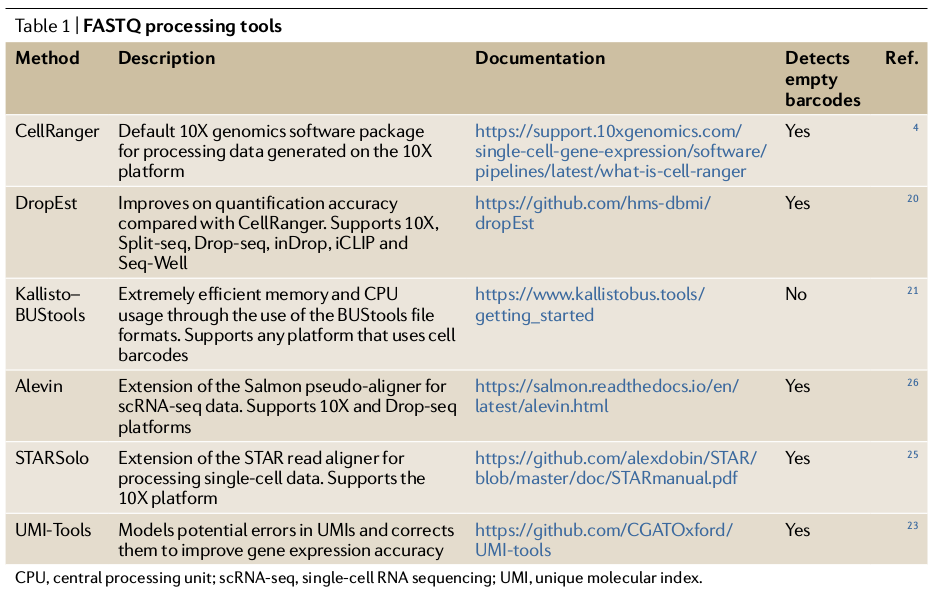 Table 1 | FASTQ processing tools
Method Description Documentation Detects empty barcodes Ref.
CellRanger Default 10X genomics software package https://support.10xgenomics.com/ Yes 4
for processing data generated on the 10X single-cell-gene-expression/software/
platform pipelines/latest/what-is-cell-ranger
DropEst Improves on quantification accuracy https://github.com/hms-dbmi/ Yes 20
compared with CellRanger. Supports 10X, dropEst
Split-seq, Drop-seq, inDrop, iCLIP and
Seq-Well
Kallisto– Extremely efficient memory and CPU https://www.kallistobus.tools/ No 21
BUStools usage through the use of the BUStools file getting_started
formats. Supports any platform that uses cell
barcodes
Alevin Extension of the Salmon pseudo-aligner for https://salmon.readthedocs.io/en/ Yes 26
scRNA-seq data. Supports 10X and Drop-seq latest/alevin.html
platforms
STARSolo Extension of the STAR read aligner for https://github.com/alexdobin/STAR/ Yes 25
processing single-cell data. Supports the blob/master/doc/STARmanual.pdf
10X platform
UMI-Tools Models potential errors in UMIs and corrects https://github.com/CGATOxford/ Yes 23
them to improve gene expression accuracy UMI-tools
CPU, central processing unit; scRNA-seq, single-cell RNA sequencing; UMI, unique molecular index.